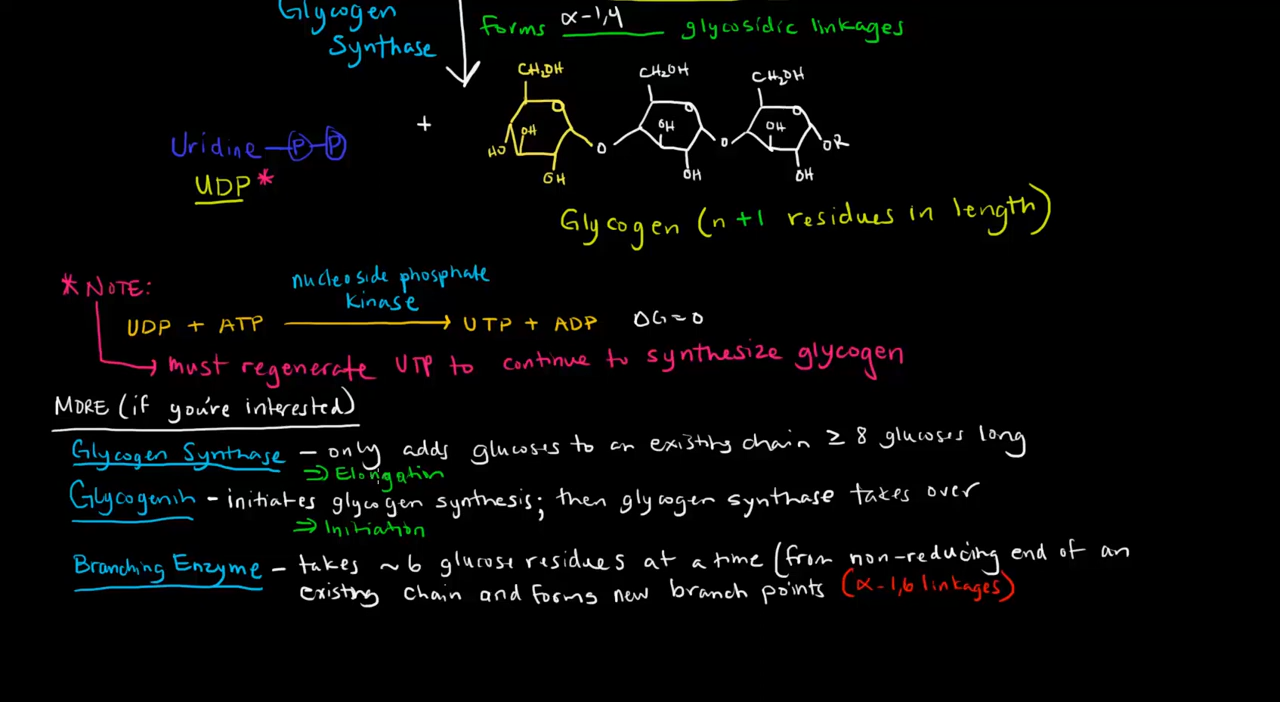 Glycogen
Synthase
Forms α-1,4 glycosidic linkages
CH₂OH CH₂OH CH₂OH
O O O
OH OH OH
HO O O OR
OH OH OH
+
Uridine — P — P
UDP *
Glycogen (n +1 residues in length)
* NOTE:
nucleoside phosphate
kinase
UDP + ATP → UTP + ADP ΔG=0
must regenerate UTP to continue to synthesize glycogen
MORE (if you're interested)
Glycogen Synthase – only adds glucoses to an existing chain ≥ 8 glucoses long
⇒ Elongation
Glycogenin – initiates glycogen synthesis; then glycogen synthase takes over
⇒ Initiation
Branching Enzyme – takes ~6 glucose residues at a time (from non-reducing end of an
existing chain and forms new branch points (α-1,6 linkages)